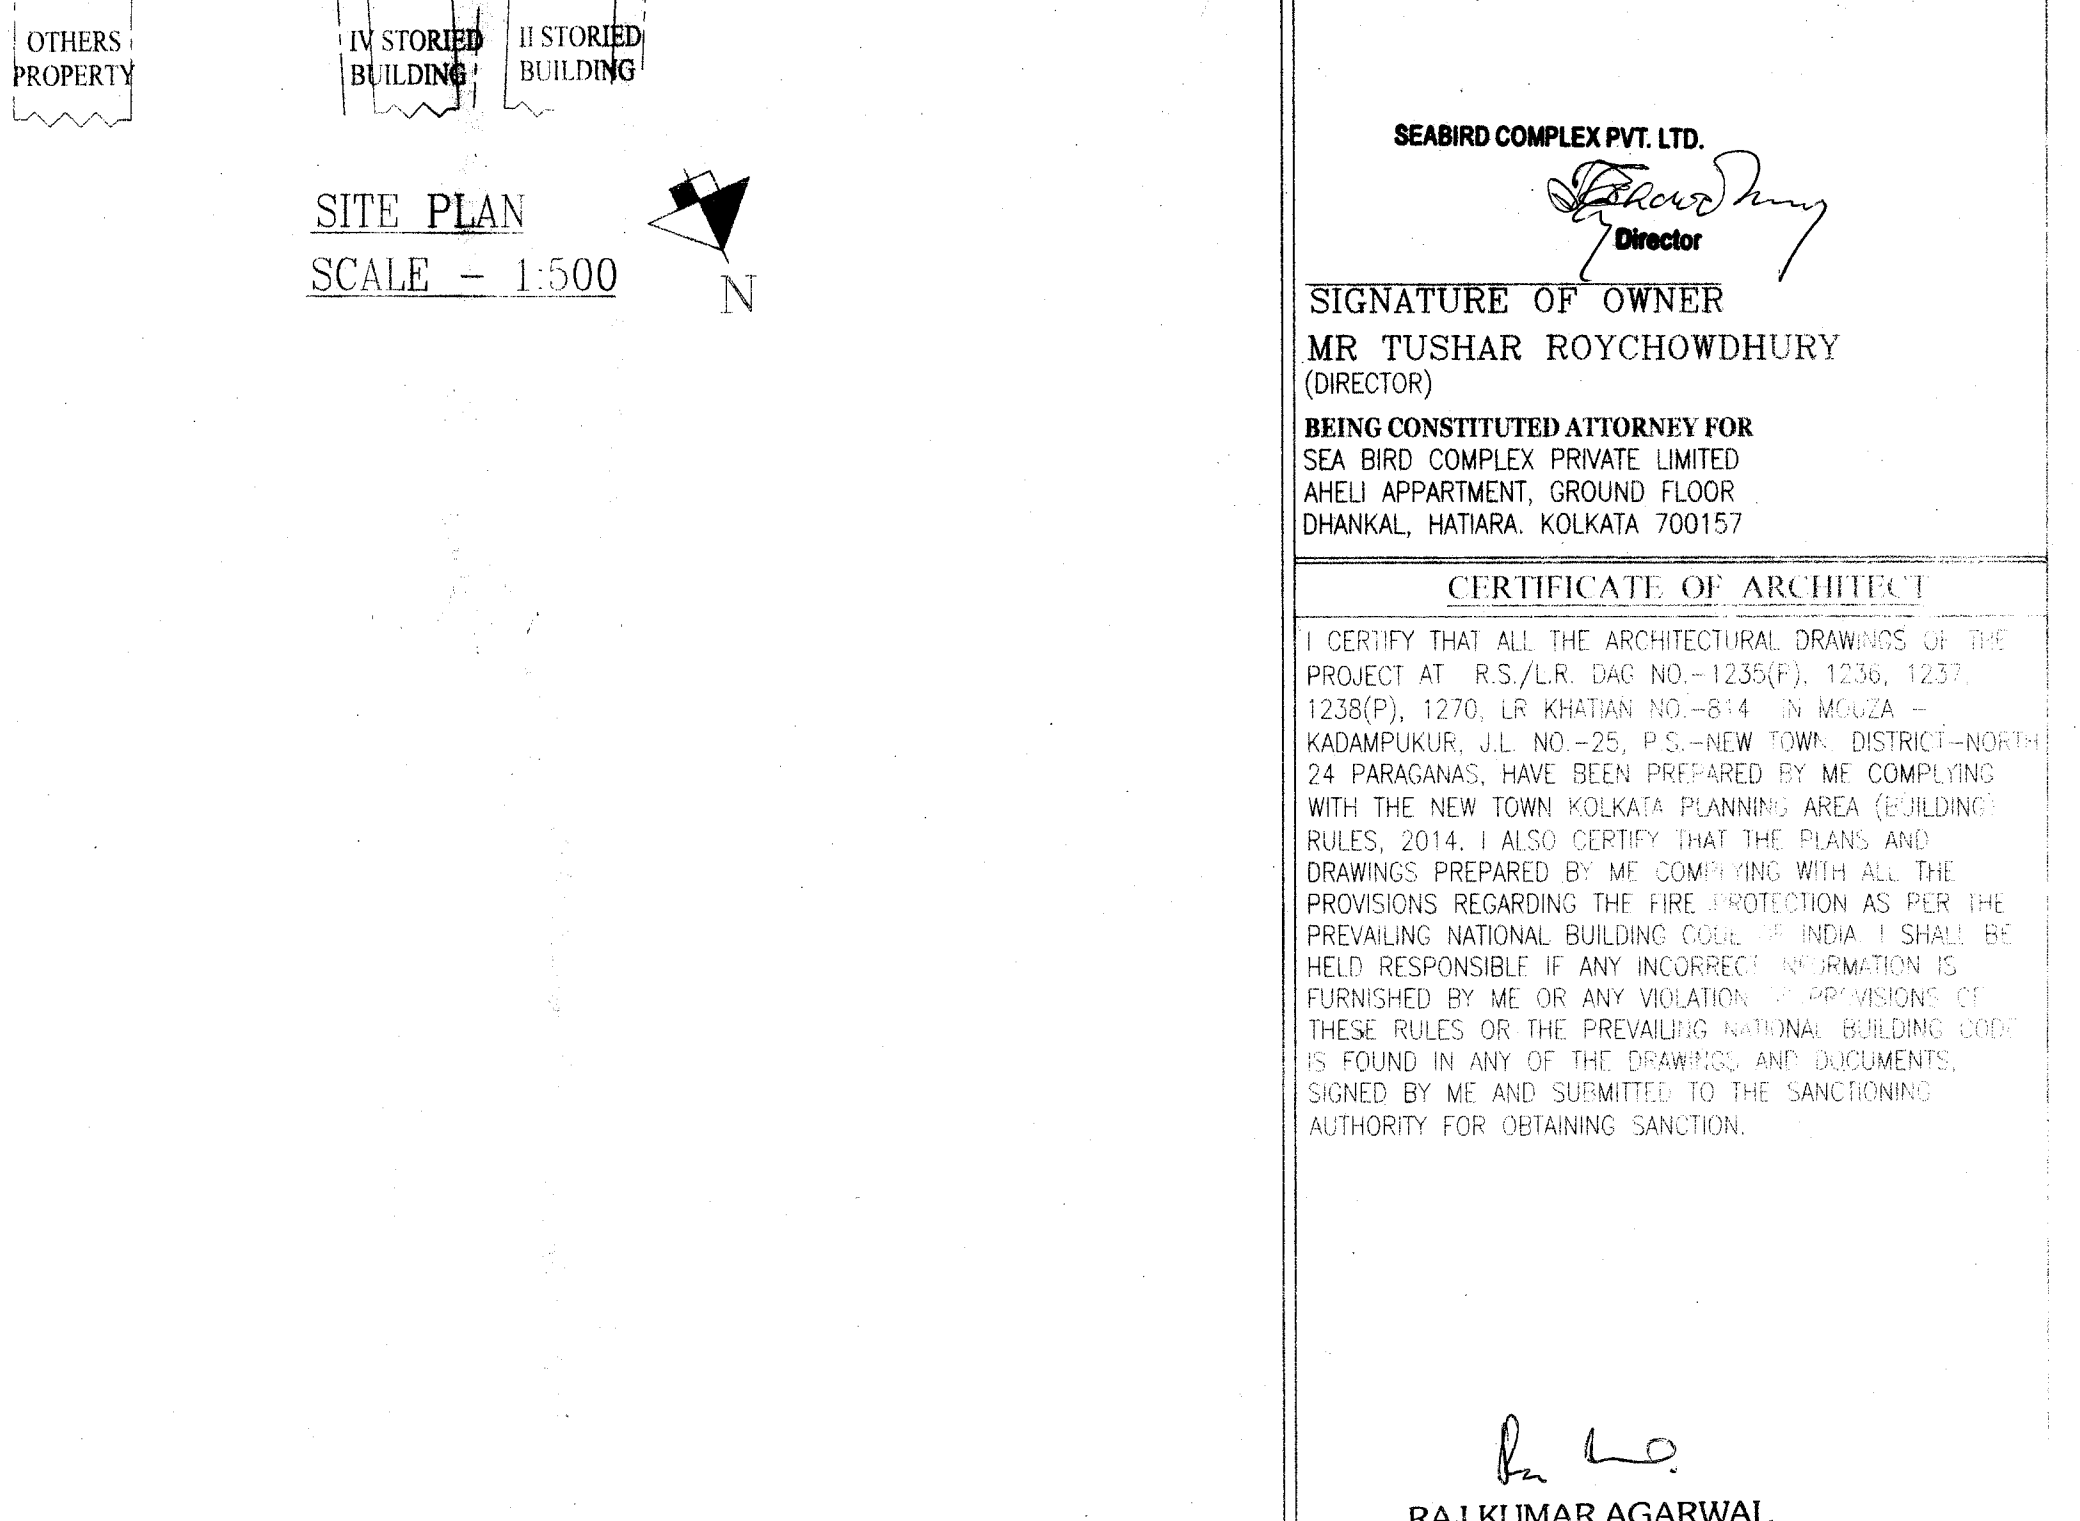 OTHERS
PROPERTY
IV STORIED
BUILDING
II STORIED
BUILDING
SITE PLAN
SCALE - 1:500
N
SEABIRD COMPLEX PVT. LTD.
Director
SIGNATURE OF OWNER
MR TUSHAR ROYCHOWDHURY
(DIRECTOR)
BEING CONSTITUTED ATTORNEY FOR
SEA BIRD COMPLEX PRIVATE LIMITED
AHELI APPARTMENT, GROUND FLOOR
DHANKAL, HATIARA. KOLKATA 700157
CERTIFICATE OF ARCHITECT
I CERTIFY THAT ALL THE ARCHITECTURAL DRAWINGS OF THE
PROJECT AT R.S./L.R. DAG NO.-1235(P), 1236, 1237,
1238(P), 1270, LR KHATIAN NO.-814 IN MOUZA -
KADAMPUKUR, J.L. NO.-25, P.S.-NEW TOWN, DISTRICT-NORTH
24 PARAGANAS, HAVE BEEN PREPARED BY ME COMPLYING
WITH THE NEW TOWN KOLKATA PLANNING AREA (BUILDING)
RULES, 2014. I ALSO CERTIFY THAT THE PLANS AND
DRAWINGS PREPARED BY ME COMPLYING WITH ALL THE
PROVISIONS REGARDING THE FIRE PROTECTION AS PER THE
PREVAILING NATIONAL BUILDING CODE OF INDIA. I SHALL BE
HELD RESPONSIBLE IF ANY INCORRECT INFORMATION IS
FURNISHED BY ME OR ANY VIOLATION OF PROVISIONS OF
THESE RULES OR THE PREVAILING NATIONAL BUILDING CODE
IS FOUND IN ANY OF THE DRAWINGS AND DOCUMENTS,
SIGNED BY ME AND SUBMITTED TO THE SANCTIONING
AUTHORITY FOR OBTAINING SANCTION.
RAJ KUMAR AGARWAL